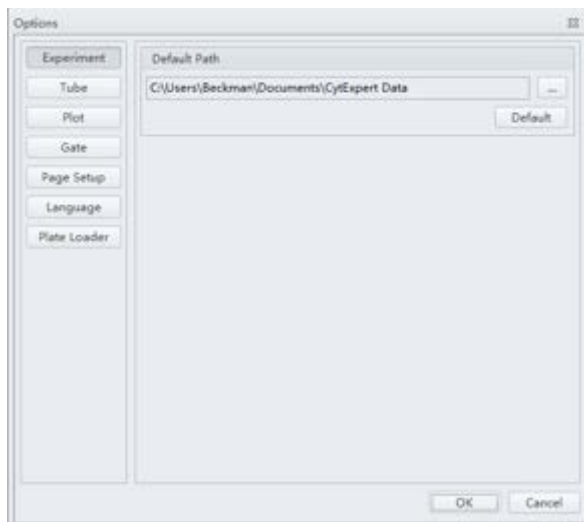 Options
Experiment
Tube
Plot
Gate
Page Setup
Language
Plate Loader
Default Path
C:\Users\Beckman\Documents\CytExpert Data
...
Default
OK
Cancel